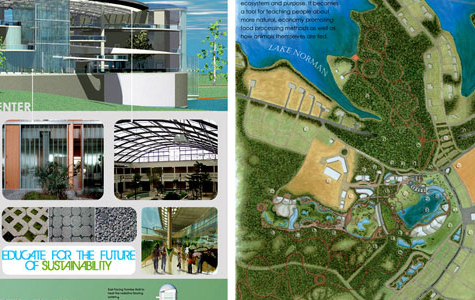 ENTER
EDUCATE FOR THE FUTURE
OF SUSTAINABILITY
ecosystem and purpose. It becomes
a tool for teaching people about
more natural, economy promoting
food processing methods as well as
how animals themselves are fed.
LAKE NORMAN